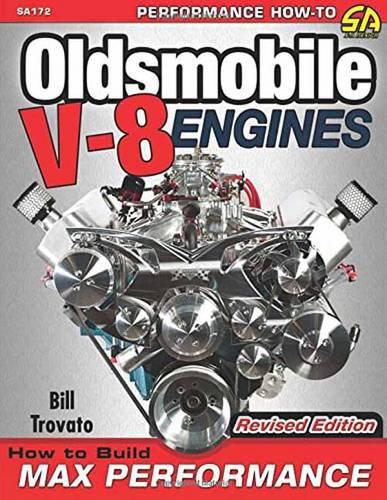 SA172
PERFORMANCE HOW-TO
SA
Oldsmobile
V-8 ENGINES
Bill
Trovato
Revised Edition
How to Build
MAX PERFORMANCE